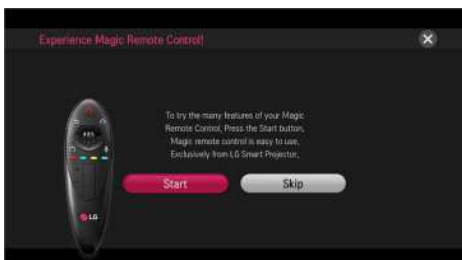 Experience Magic Remote Control!
To try the many features of your Magic
Remote Control, Press the Start button.
Magic remote control is easy to use.
Exclusively from LG Smart Projector.
Start
Skip
LG